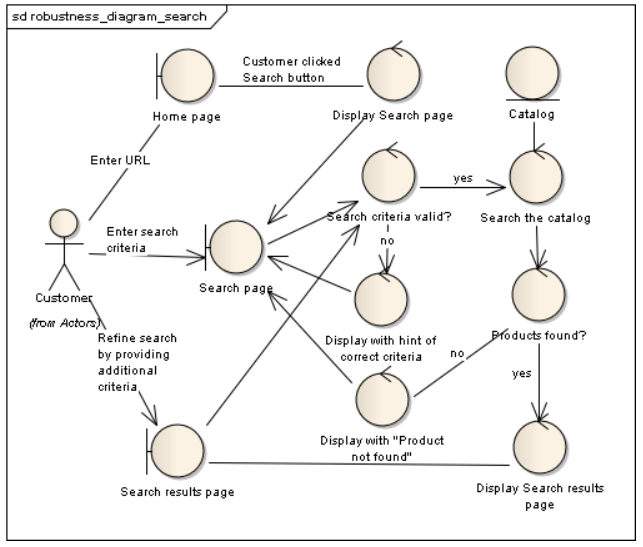 sd robustness_diagram_search
Customer clicked
Search button
Home page
Display Search page
Catalog
Enter URL
yes
Search criteria valid?
Search the catalog
Enter search
criteria
no
Search page
Customer
(from Actors)
Display with hint of
correct criteria
Products found?
Refine search
by providing
additional
criteria
no
yes
Display with "Product
not found"
Search results page
Display Search results
page